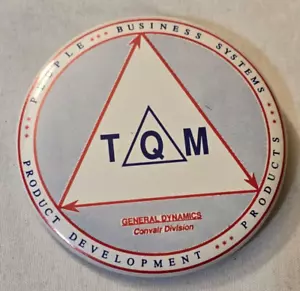 *** PEOPLE *** BUSINESS SYSTEMS *** PRODUCTS *** PRODUCT DEVELOPMENT
TQM
GENERAL DYNAMICS
Convair Division